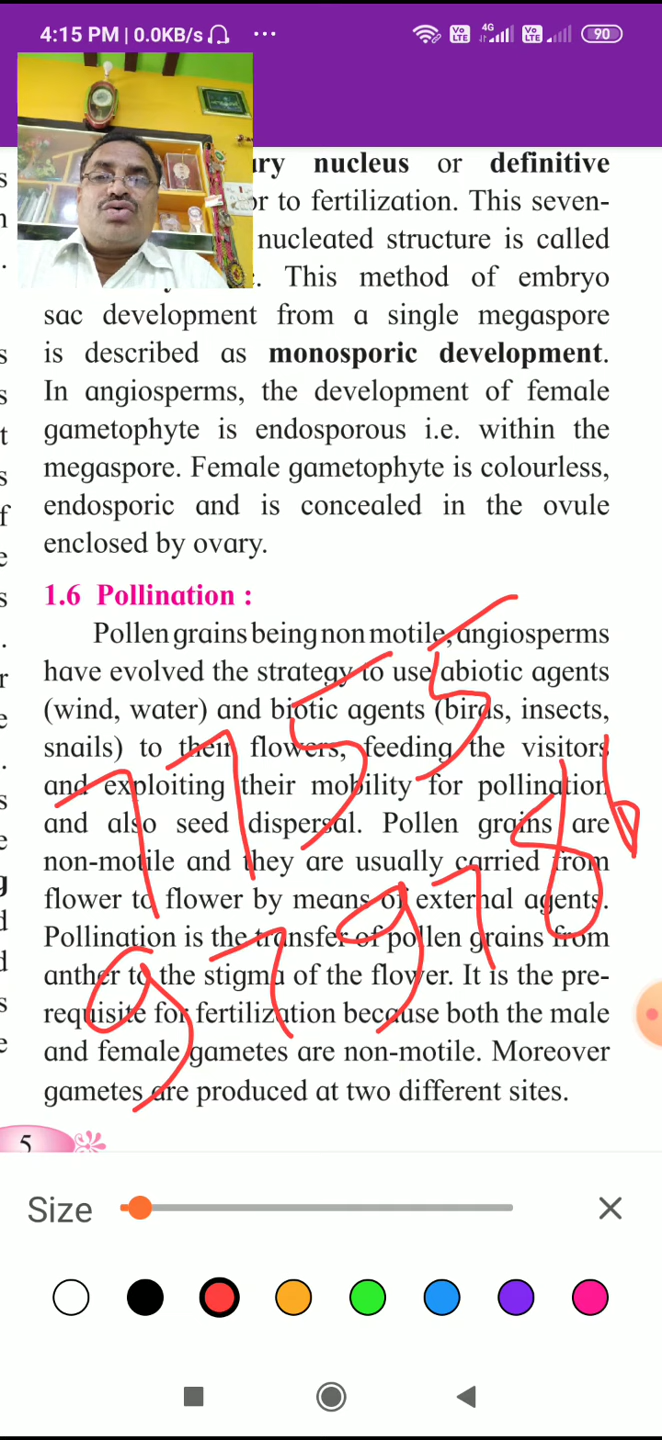 4:15 PM | 0.0KB/s
4G
Vo LTE
Vo LTE
90
nucleus or definitive
to fertilization. This seven-
nucleated structure is called
This method of embryo
sac development from a single megaspore
is described as monosporic development.
In angiosperms, the development of female
gametophyte is endosporous i.e. within the
megaspore. Female gametophyte is colourless,
endosporic and is concealed in the ovule
enclosed by ovary.
1.6 Pollination :
Pollen grains being non motile, angiosperms
have evolved the strategy to use abiotic agents
(wind, water) and biotic agents (birds, insects,
snails) to their flowers, feeding the visitors
and exploiting their mobility for pollination
and also seed dispersal. Pollen grains are
non-motile and they are usually carried from
flower to flower by means of external agents.
Pollination is the transfer of pollen grains from
anther to the stigma of the flower. It is the pre-
requisite for fertilization because both the male
and female gametes are non-motile. Moreover
gametes are produced at two different sites.
7755
979786
5
Size